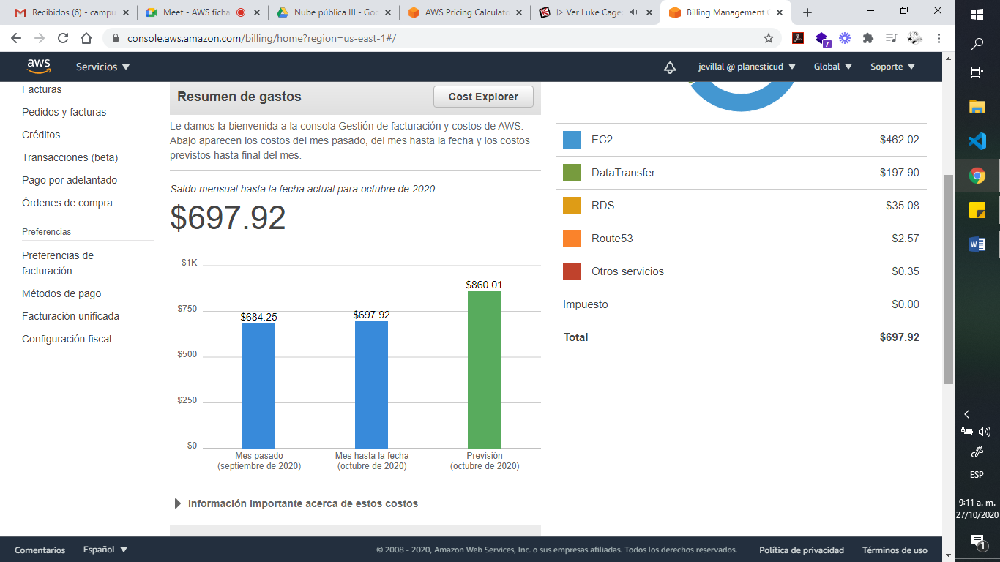 Recibidos (6) - campu
Meet - AWS ficha
Nube pública III - Goo
AWS Pricing Calculato
▷ Ver Luke Cage:
Billing Management C
console.aws.amazon.com/billing/home?region=us-east-1#/
7
aws
Servicios
jevillal @ planesticud
Global
Soporte
Facturas
Pedidos y facturas
Créditos
Transacciones (beta)
Pago por adelantado
Órdenes de compra
Preferencias
Preferencias de
facturación
Métodos de pago
Facturación unificada
Configuración fiscal
Resumen de gastos
Cost Explorer
Le damos la bienvenida a la consola Gestión de facturación y costos de AWS.
Abajo aparecen los costos del mes pasado, del mes hasta la fecha y los costos
previstos hasta final del mes.
Saldo mensual hasta la fecha actual para octubre de 2020
$697.92
$1K
$750
$500
$250
$0
$684.25
$697.92
$860.01
Mes pasado
(septiembre de 2020)
Mes hasta la fecha
(octubre de 2020)
Previsión
(octubre de 2020)
Información importante acerca de estos costos
EC2 $462.02
DataTransfer $197.90
RDS $35.08
Route53 $2.57
Otros servicios $0.35
Impuesto $0.00
Total $697.92
Comentarios
Español
© 2008 - 2020, Amazon Web Services, Inc. o sus empresas afiliadas. Todos los derechos reservados.
Política de privacidad
Términos de uso
ESP
9:11 a. m.
27/10/2020
1